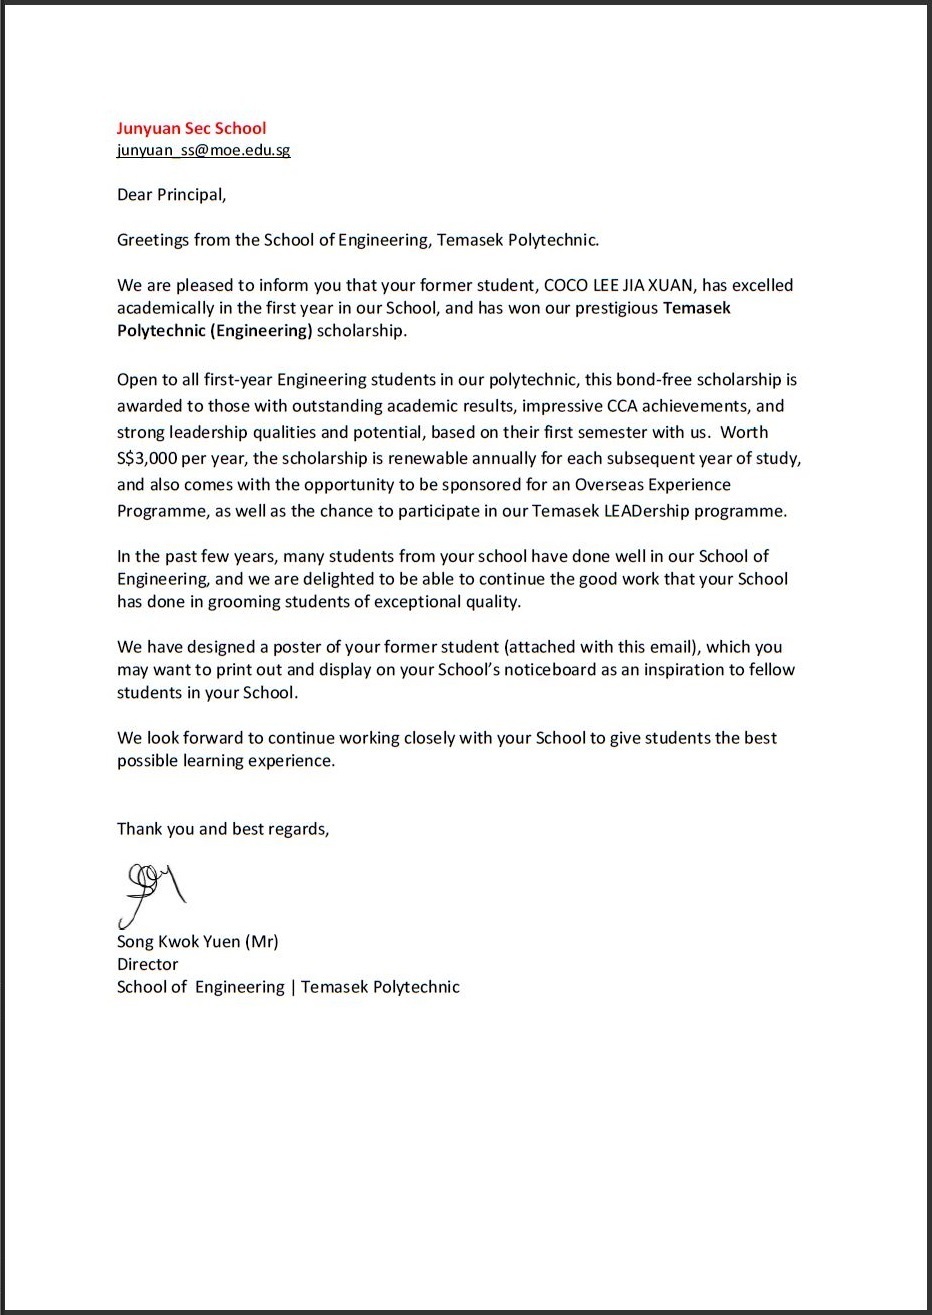 Junyuan Sec School
junyuan_ss@moe.edu.sg
Dear Principal,
Greetings from the School of Engineering, Temasek Polytechnic.
We are pleased to inform you that your former student, COCO LEE JIA XUAN, has excelled
academically in the first year in our School, and has won our prestigious Temasek
Polytechnic (Engineering) scholarship.
Open to all first-year Engineering students in our polytechnic, this bond-free scholarship is
awarded to those with outstanding academic results, impressive CCA achievements, and
strong leadership qualities and potential, based on their first semester with us.  Worth
S$3,000 per year, the scholarship is renewable annually for each subsequent year of study,
and also comes with the opportunity to be sponsored for an Overseas Experience
Programme, as well as the chance to participate in our Temasek LEADership programme.
In the past few years, many students from your school have done well in our School of
Engineering, and we are delighted to be able to continue the good work that your School
has done in grooming students of exceptional quality.
We have designed a poster of your former student (attached with this email), which you
may want to print out and display on your School’s noticeboard as an inspiration to fellow
students in your School.
We look forward to continue working closely with your School to give students the best
possible learning experience.
Thank you and best regards,
Song Kwok Yuen (Mr)
Director
School of  Engineering | Temasek Polytechnic